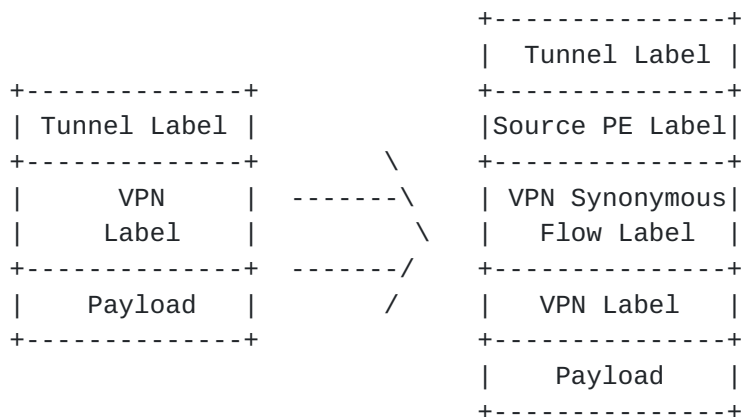 +---------------+
                               |  Tunnel Label |
+--------------+               +---------------+
| Tunnel Label |               |Source PE Label|
+--------------+        \      +---------------+
|      VPN     |  -------\     | VPN Synonymous|
|     Label    |          \    |   Flow Label  |
+--------------+  -------/     +---------------+
|    Payload   |        /      |   VPN Label   |
+--------------+               +---------------+
                               |    Payload    |
                               +---------------+